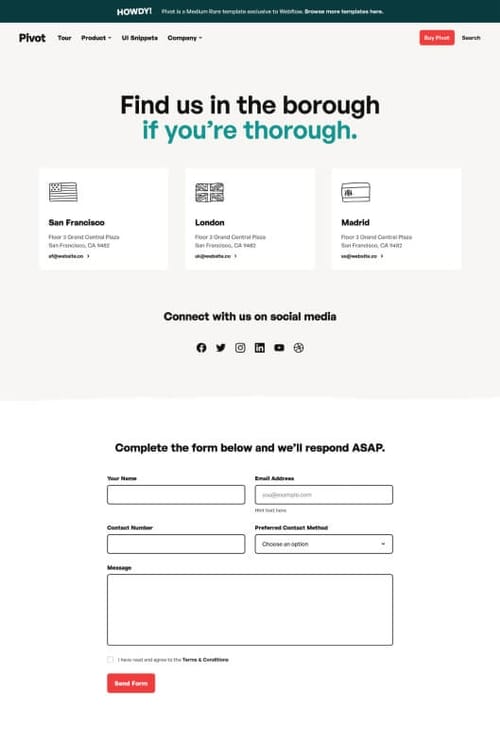 HOWDY! Pivot is a Medium Rare template exclusive to Webflow. Browse more templates here.
Pivot Tour Product UI Snippets Company Buy Pivot Search
Find us in the borough
if you're thorough.
San Francisco
Floor 3 Grand Central Plaza
San Francisco, CA 9482
sf@website.co
London
Floor 3 Grand Central Plaza
San Francisco, CA 9482
uk@website.co
Madrid
Floor 3 Grand Central Plaza
San Francisco, CA 9482
es@website.co
Connect with us on social media
Complete the form below and we'll respond ASAP.
Your Name
Email Address
you@example.com
Hint text here
Contact Number
Preferred Contact Method
Choose an option
Message
I have read and agree to the Terms & Conditions
Send Form